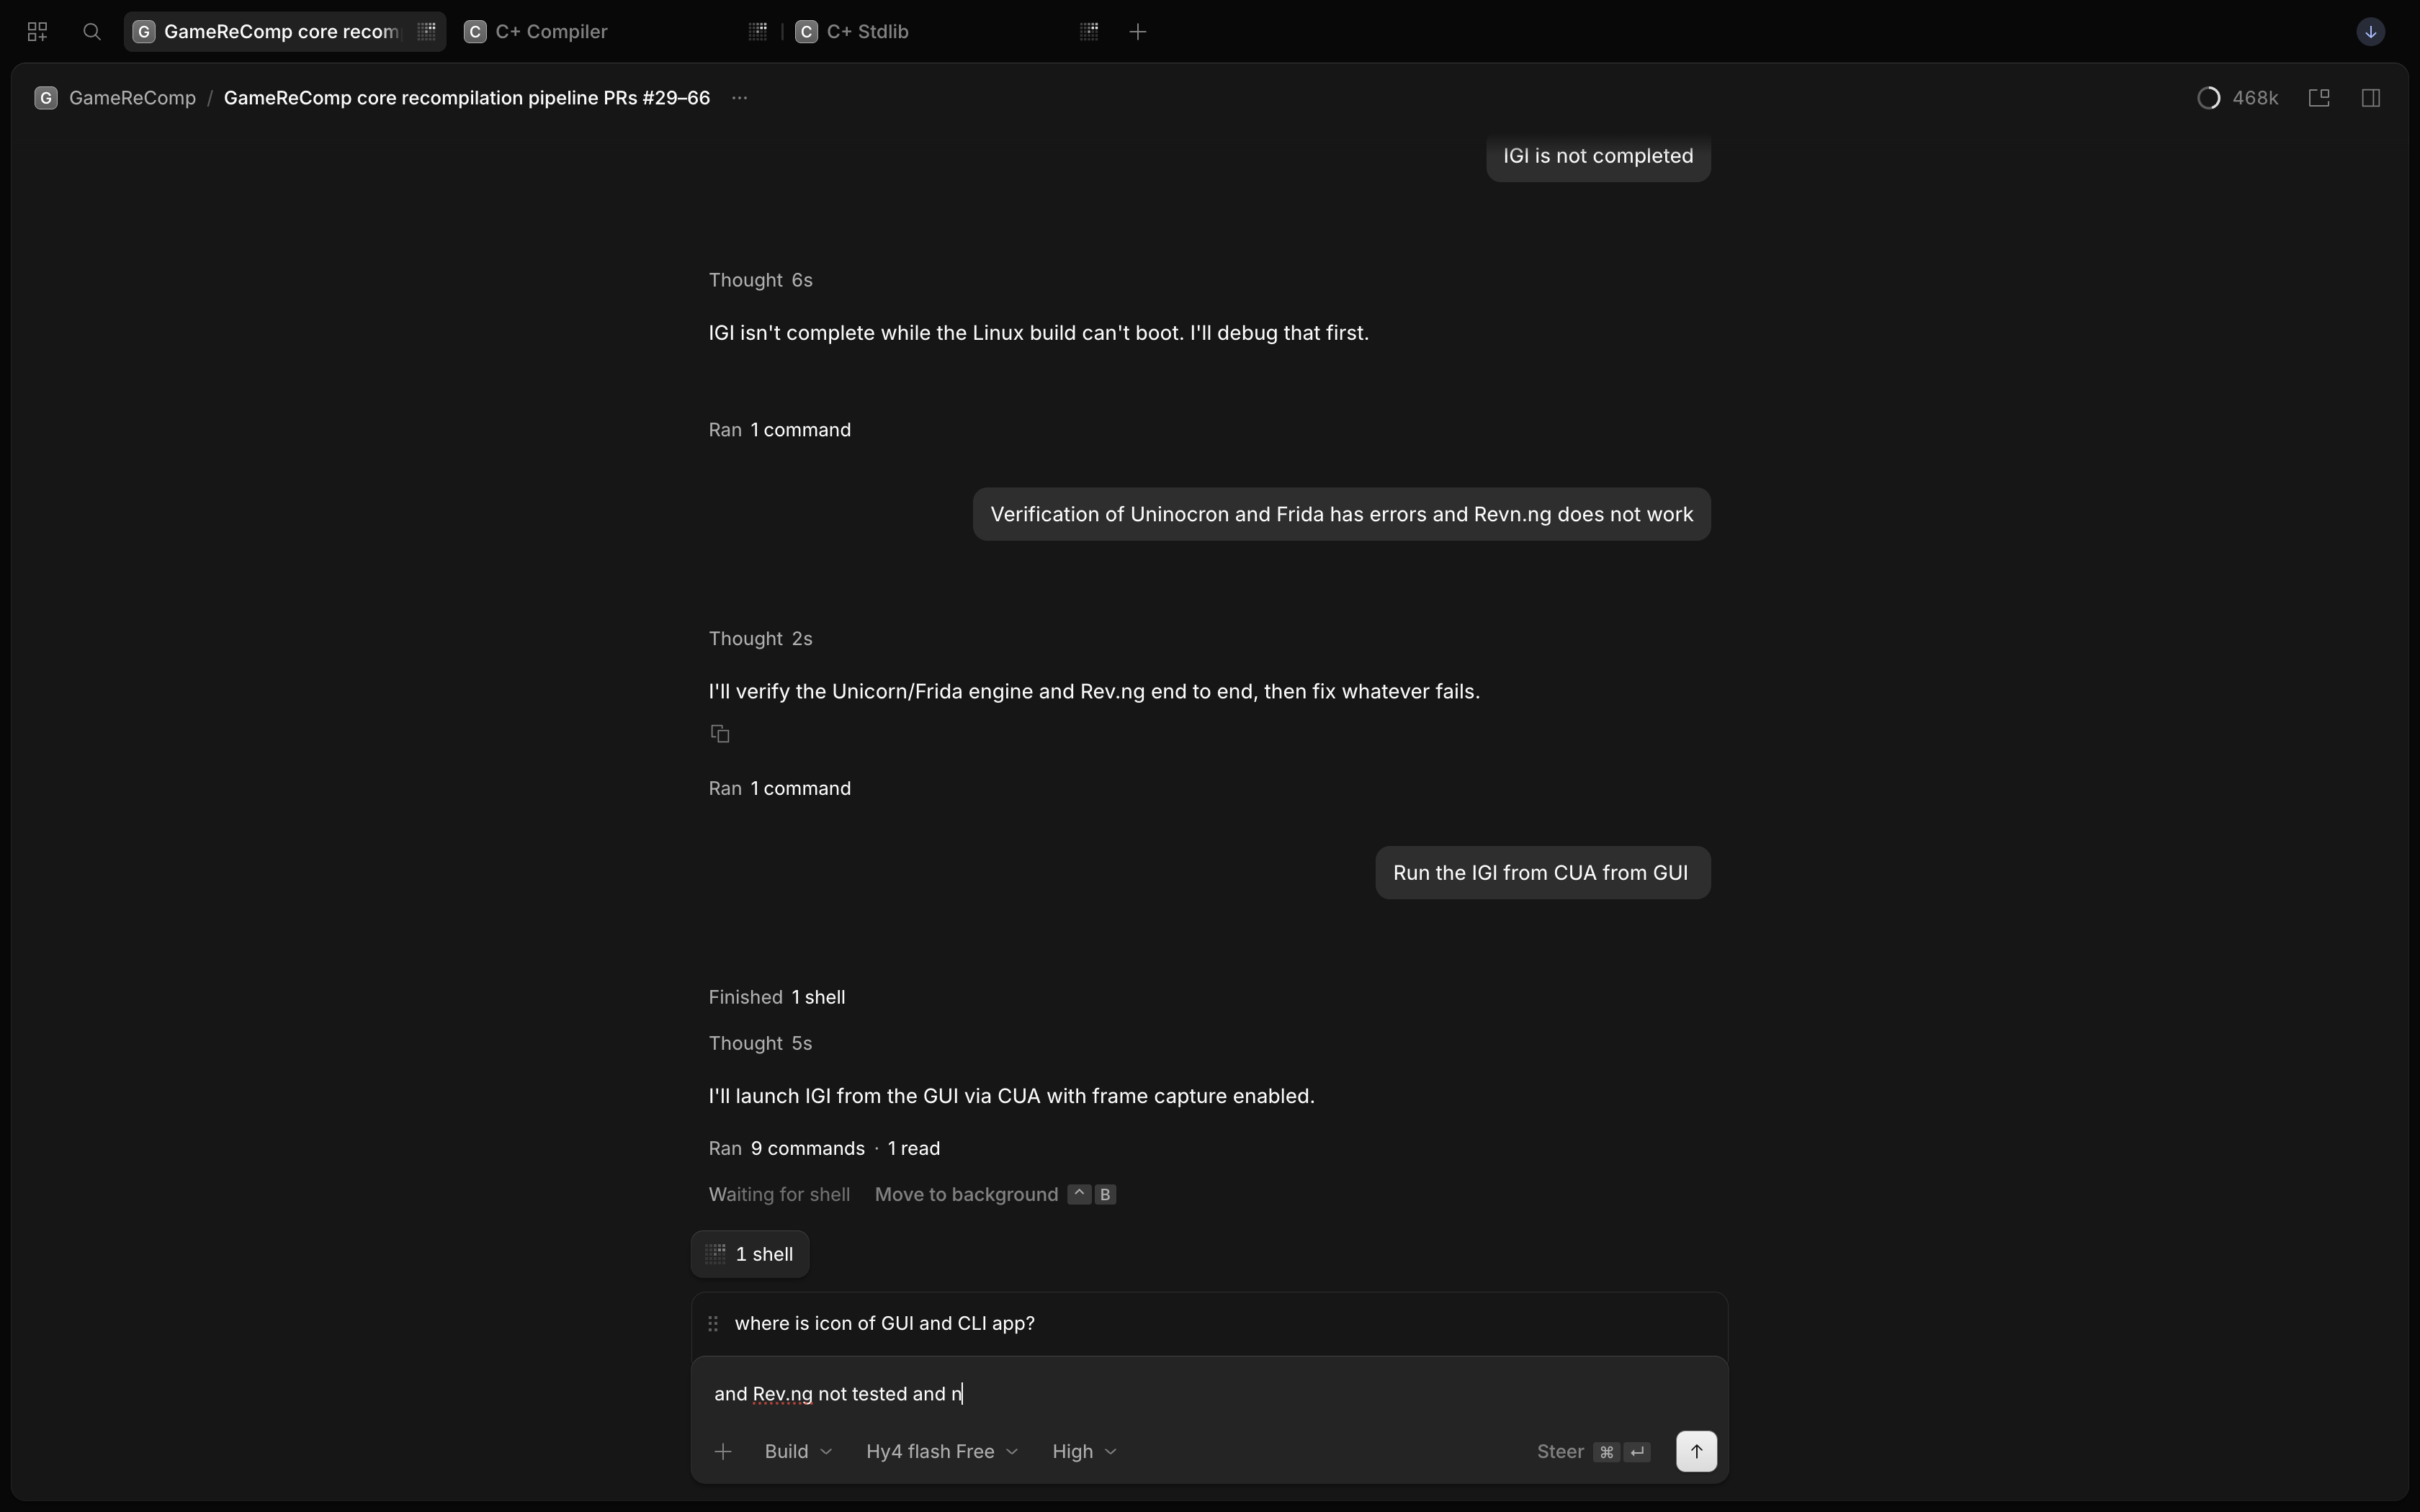 G GameReComp core recom
C C+ Compiler
C C+ Stdlib
G GameReComp / GameReComp core recompilation pipeline PRs #29–66 ···
468k
IGI is not completed
Thought 6s
IGI isn't complete while the Linux build can't boot. I'll debug that first.
Ran 1 command
Verification of Uninocron and Frida has errors and Revn.ng does not work
Thought 2s
I'll verify the Unicorn/Frida engine and Rev.ng end to end, then fix whatever fails.
Ran 1 command
Run the IGI from CUA from GUI
Finished 1 shell
Thought 5s
I'll launch IGI from the GUI via CUA with frame capture enabled.
Ran 9 commands · 1 read
Waiting for shell Move to background ^ B
1 shell
where is icon of GUI and CLI app?
and Rev.ng not tested and n
Build Hy4 flash Free High Steer ⌘ ↵